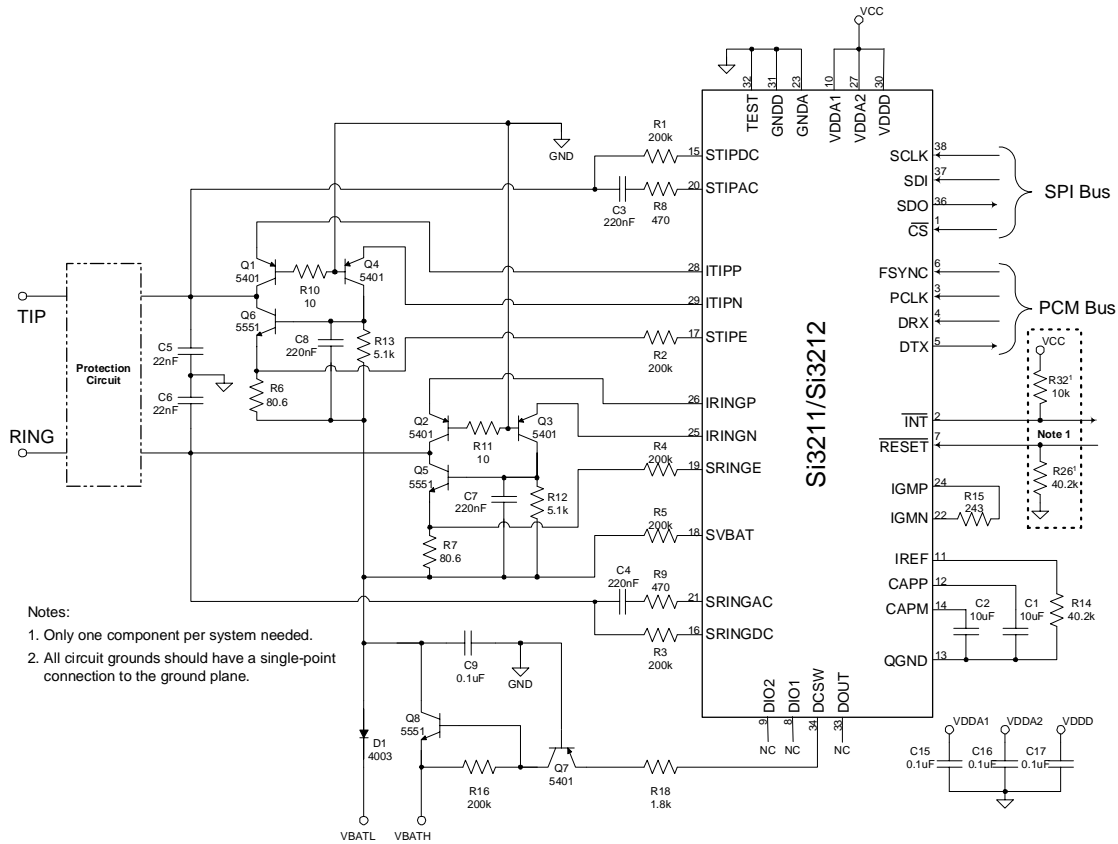 VCC
32
31
23
10
27
30
TEST
GNDD
GNDA
VDDA1
VDDA2
VDDD
GND
R1
200k
15
STIPDC
C3
220nF
R8
470
20
STIPAC
SCLK
38
SDI
37
SDO
36
CS
1
SPI Bus
Q1
5401
R10
10
Q4
5401
28
ITIPP
29
ITIPN
FSYNC
6
PCLK
3
DRX
4
DTX
5
PCM Bus
TIP
RING
Protection
Circuit
C5
22nF
C6
22nF
Q6
5551
C8
220nF
R13
5.1k
R6
80.6
R2
200k
17
STIPE
Si3211/Si3212
VCC
R32¹
10k
INT
2
Note 1
RESET
7
R26¹
40.2k
Q2
5401
R11
10
Q3
5401
26
IRINGP
25
IRINGN
Q5
5551
C7
220nF
R12
5.1k
R7
80.6
R4
200k
19
SRINGE
R5
200k
18
SVBAT
IGMP
24
IGMN
22
R15
243
IREF
11
CAPP
12
CAPM
14
QGND
13
C2
10uF
C1
10uF
R14
40.2k
C4
220nF
R9
470
21
SRINGAC
R3
200k
16
SRINGDC
Notes:
1. Only one component per system needed.
2. All circuit grounds should have a single-point
connection to the ground plane.
C9
0.1uF
GND
DIO2
DIO1
DCSW
DOUT
9
8
34
33
NC
NC
NC
D1
4003
Q8
5551
R16
200k
Q7
5401
R18
1.8k
VBATL
VBATH
VDDA1
VDDA2
VDDD
C15
0.1uF
C16
0.1uF
C17
0.1uF